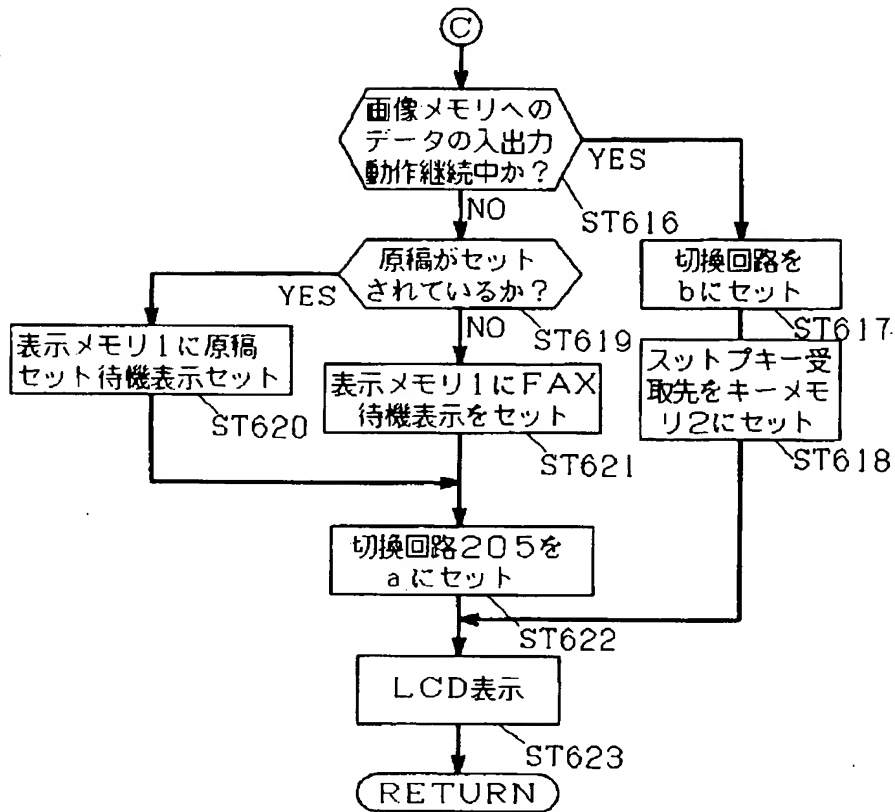 C
画像メモリへの
データの入出力
動作継続中か?
YES
NO
ST616
原稿がセット
されているか?
YES
NO
ST619
切換回路を
bにセット
ST617
表示メモリ1に原稿
セット待機表示セット
ST620
表示メモリ1にFAX
待機表示をセット
ST621
スットプキー受
取先をキーメモ
リ2にセット
ST618
切換回路205を
aにセット
ST622
LCD表示
ST623
RETURN